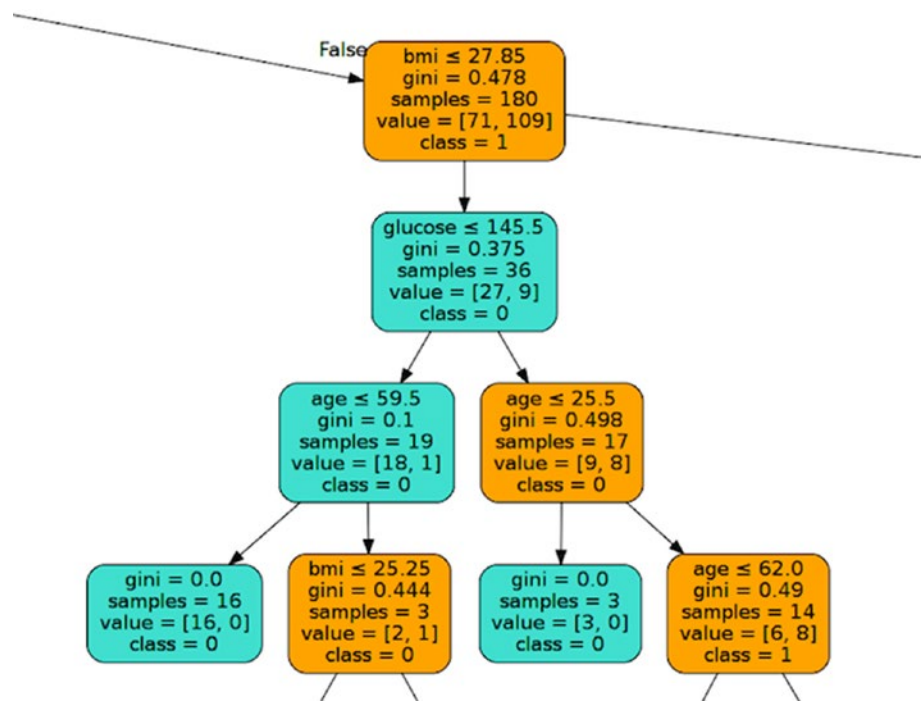 False
bmi ≤ 27.85
gini = 0.478
samples = 180
value = [71, 109]
class = 1
glucose ≤ 145.5
gini = 0.375
samples = 36
value = [27, 9]
class = 0
age ≤ 59.5
gini = 0.1
samples = 19
value = [18, 1]
class = 0
age ≤ 25.5
gini = 0.498
samples = 17
value = [9, 8]
class = 0
gini = 0.0
samples = 16
value = [16, 0]
class = 0
bmi ≤ 25.25
gini = 0.444
samples = 3
value = [2, 1]
class = 0
gini = 0.0
samples = 3
value = [3, 0]
class = 0
age ≤ 62.0
gini = 0.49
samples = 14
value = [6, 8]
class = 1